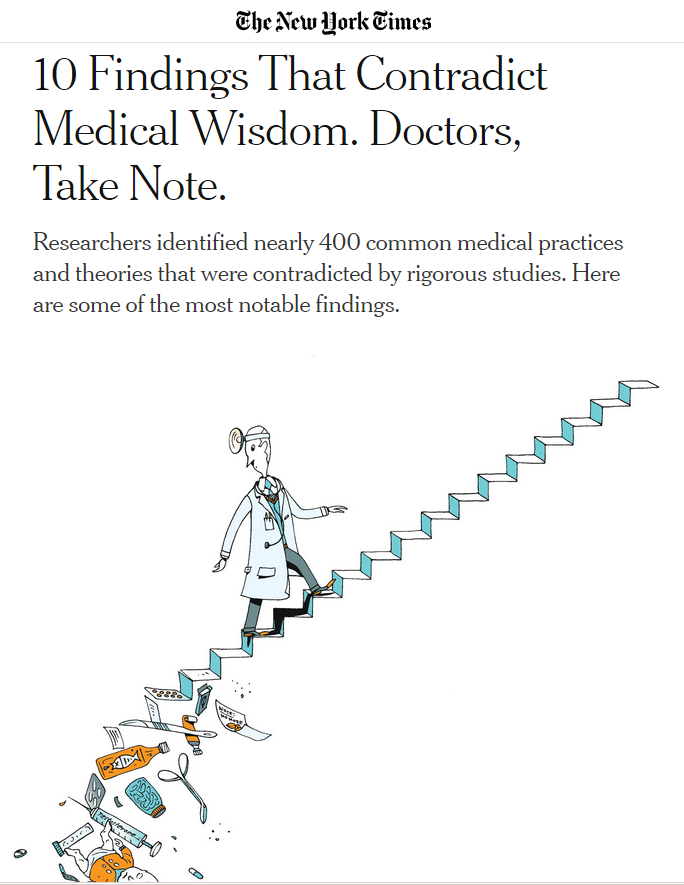 The New York Times
10 Findings That Contradict
Medical Wisdom. Doctors,
Take Note.
Researchers identified nearly 400 common medical practices
and theories that were contradicted by rigorous studies. Here
are some of the most notable findings.
Testosterone